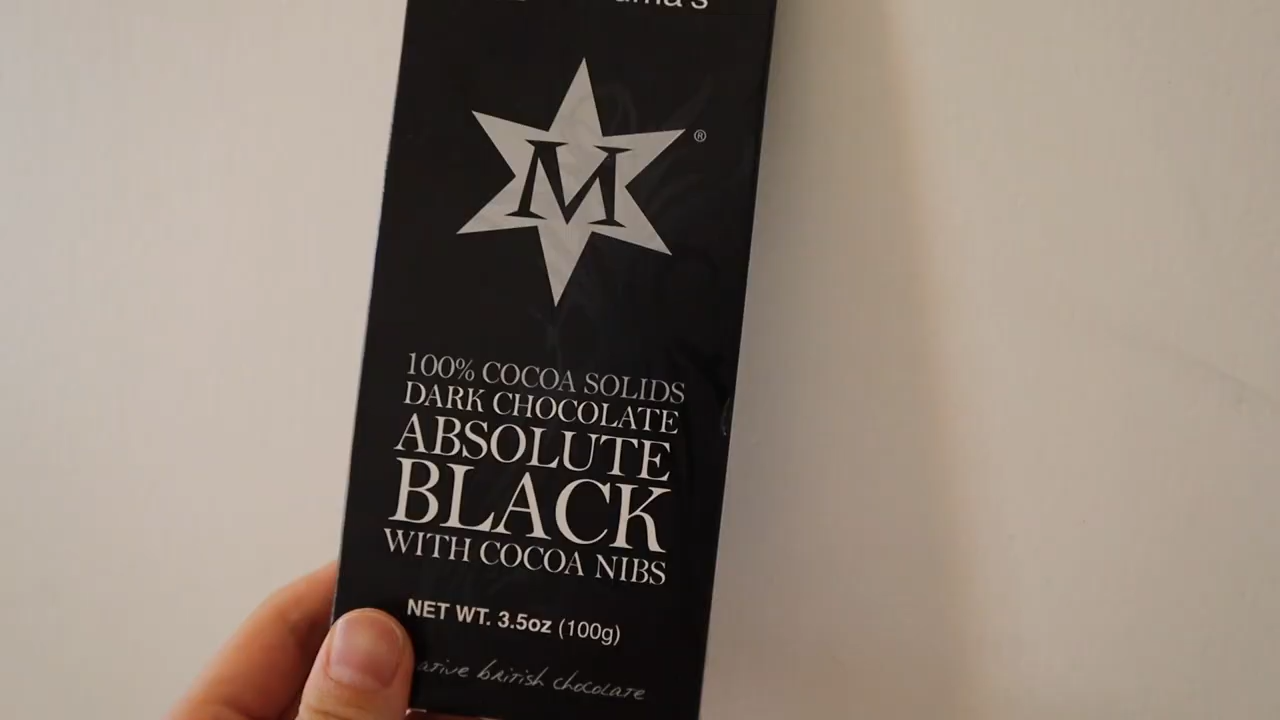 M ®
100% COCOA SOLIDS
DARK CHOCOLATE
ABSOLUTE
BLACK
WITH COCOA NIBS
NET WT. 3.5oz (100g)
british chocolate